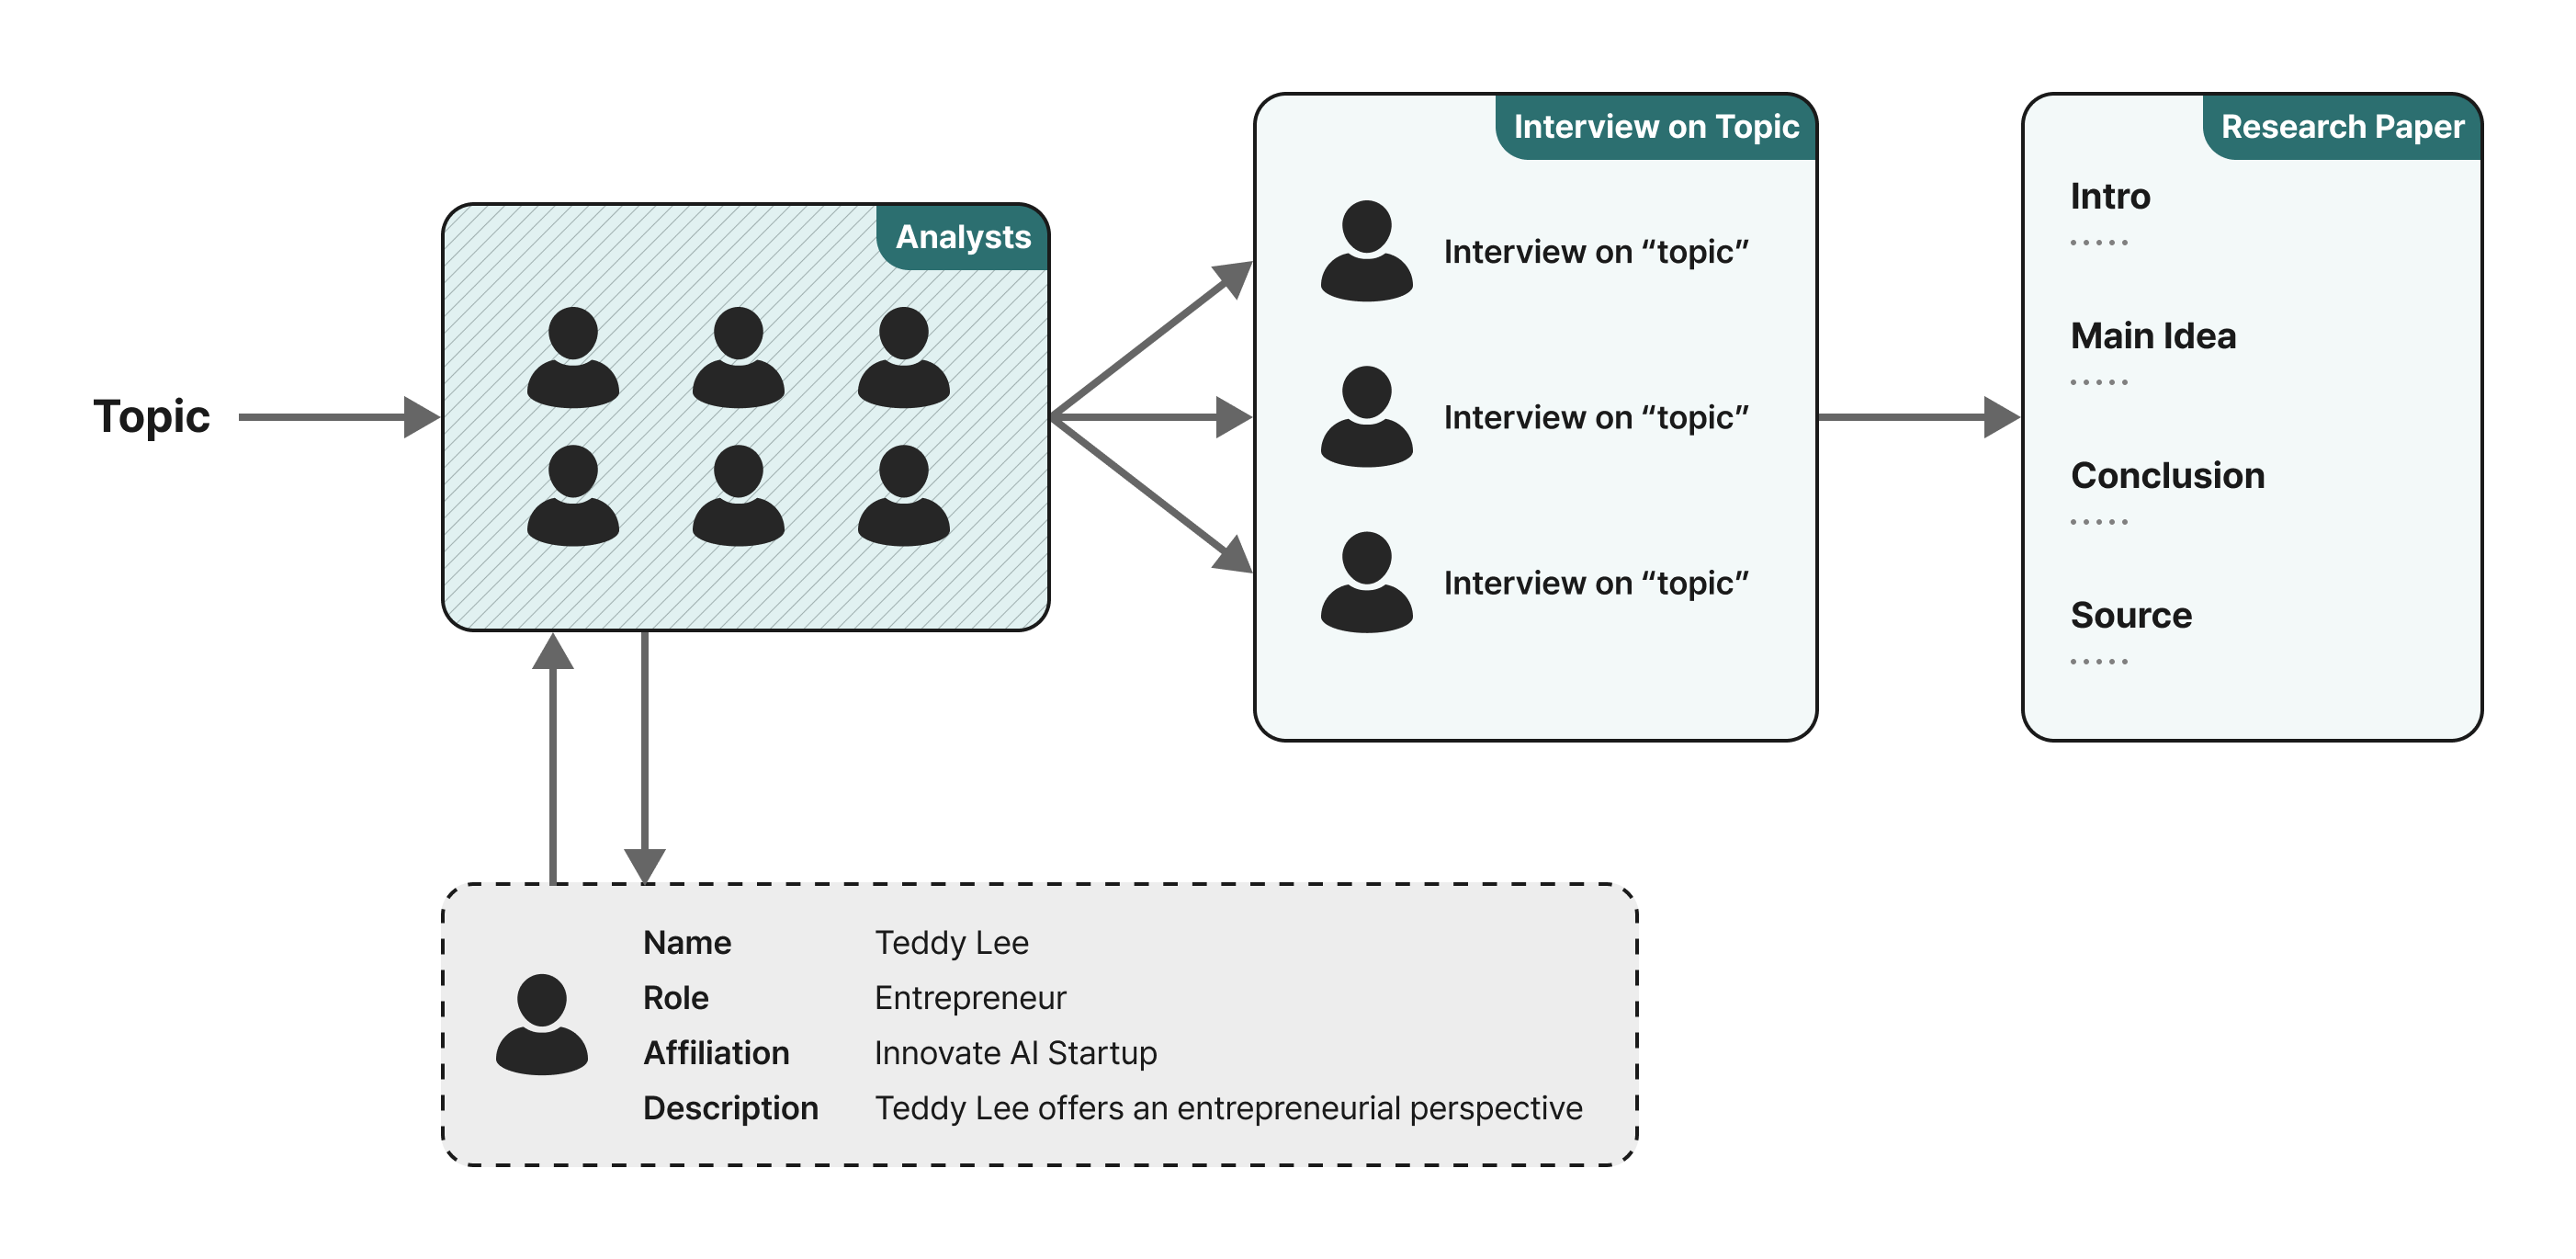 Topic
Analysts
Interview on Topic
Interview on “topic”
Interview on “topic”
Interview on “topic”
Research Paper
Intro
.....
Main Idea
.....
Conclusion
.....
Source
.....
Name Teddy Lee
Role Entrepreneur
Affiliation Innovate AI Startup
Description Teddy Lee offers an entrepreneurial perspective